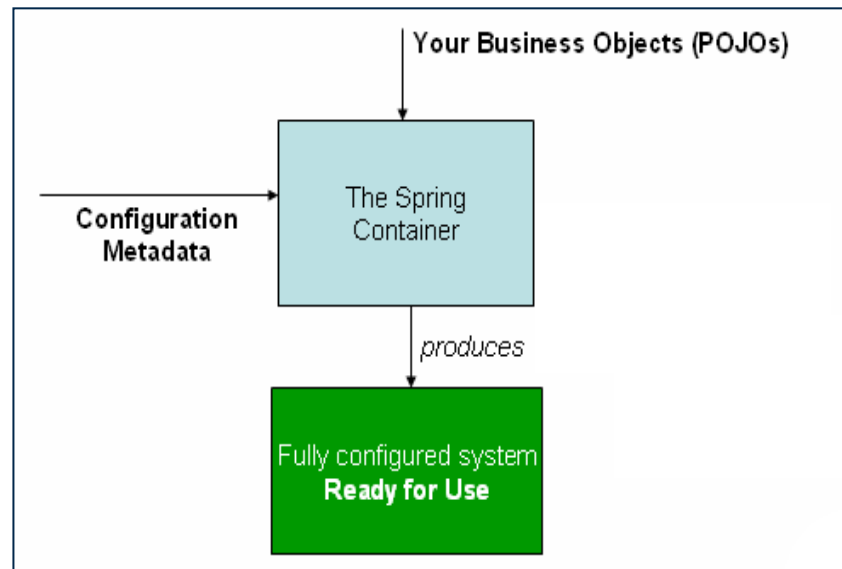 Your Business Objects (POJOs)
The Spring
Container
Configuration
Metadata
produces
Fully configured system
Ready for Use